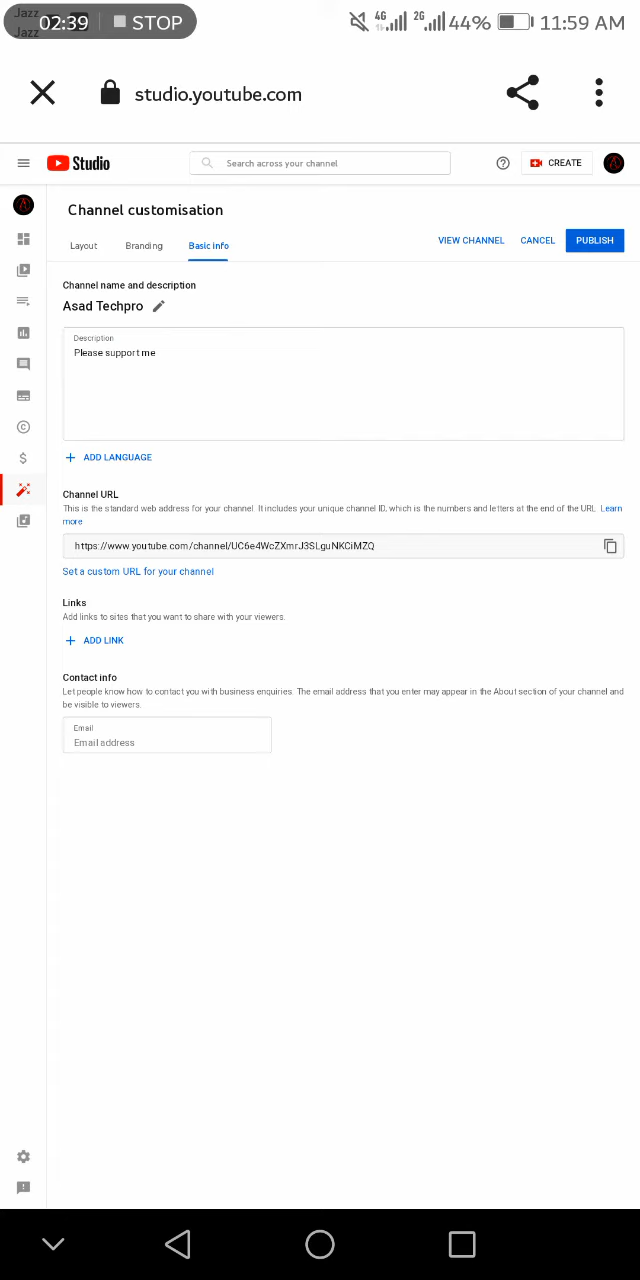 Jazz
Jazz
02:39 STOP 4G 2G 44% 11:59 AM
studio.youtube.com
Studio Search across your channel CREATE
Channel customisation
Layout Branding Basic info VIEW CHANNEL CANCEL PUBLISH
Channel name and description
Asad Techpro
Description
Please support me
ADD LANGUAGE
Channel URL
This is the standard web address for your channel. It includes your unique channel ID, which is the numbers and letters at the end of the URL. Learn
more
https://www.youtube.com/channel/UC6e4WcZXmrJ3SLguNKCiMZQ
Set a custom URL for your channel
Links
Add links to sites that you want to share with your viewers.
ADD LINK
Contact info
Let people know how to contact you with business enquiries. The email address that you enter may appear in the About section of your channel and
be visible to viewers.
Email
Email address